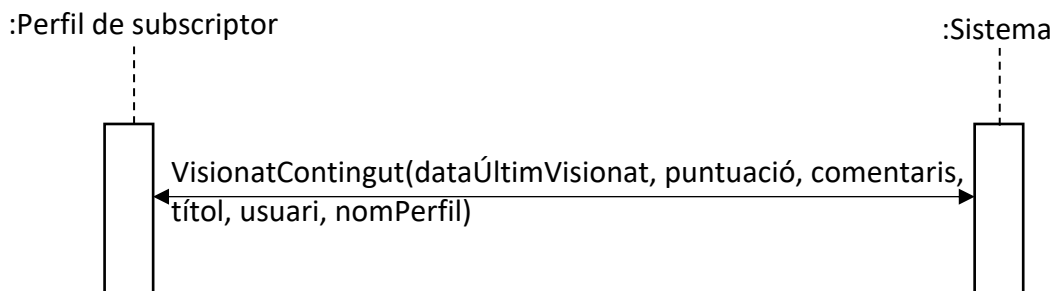 :Perfil de subscriptor
:Sistema
VisionatContingut(dataÚltimVisionat, puntuació, comentaris,
títol, usuari, nomPerfil)